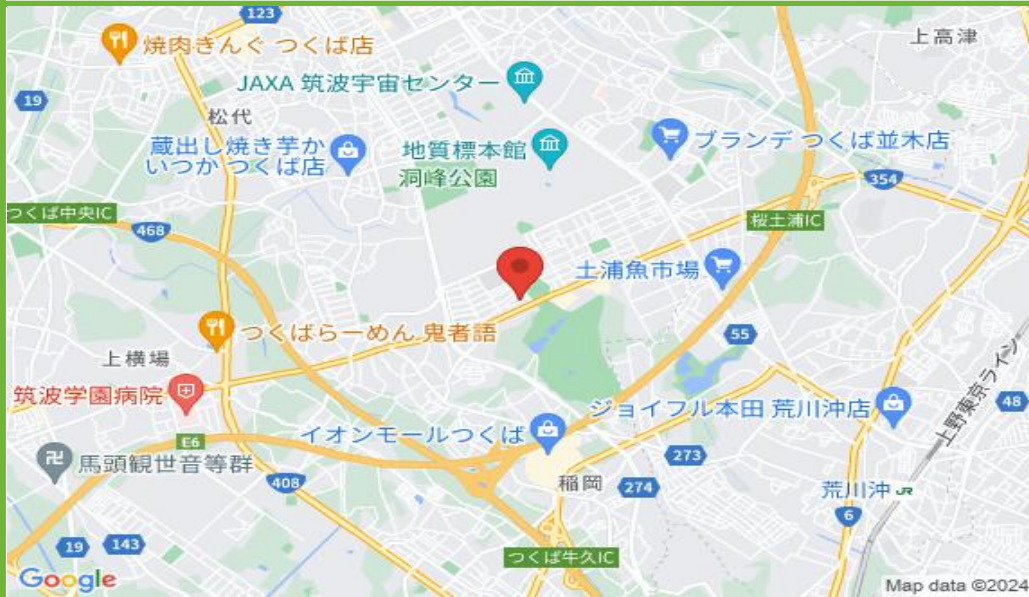 123
焼肉きんぐ つくば店
上高津
JAXA 筑波宇宙センター
19
松代
蔵出し焼き芋か
いつか つくば店
地質標本館
洞峰公園
ブランデ つくば並木店
354
つくば中央IC
468
桜土浦IC
土浦魚市場
つくばらーめん 鬼者語
55
上横場
筑波学園病院
ジョイフル本田 荒川沖店
48
上野東京ライン
E6
イオンモールつくば
馬頭観世音等群
273
408
稲岡
274
荒川沖 JR
6
19
143
つくば牛久IC
Google
Map data ©2024